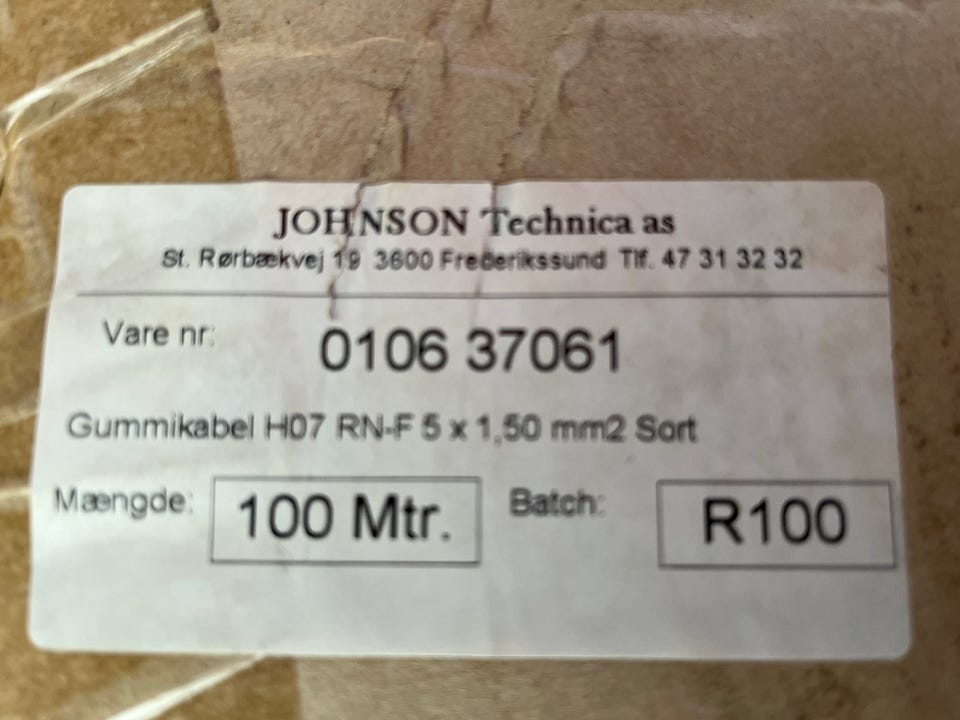 JOHNSON Technica as
St. Rørbækvej 19 3600 Frederikssund Tlf. 47 31 32 32
Vare nr: 0106 37061
Gummikabel H07 RN-F 5 x 1,50 mm2 Sort
Mængde: 100 Mtr. Batch: R100